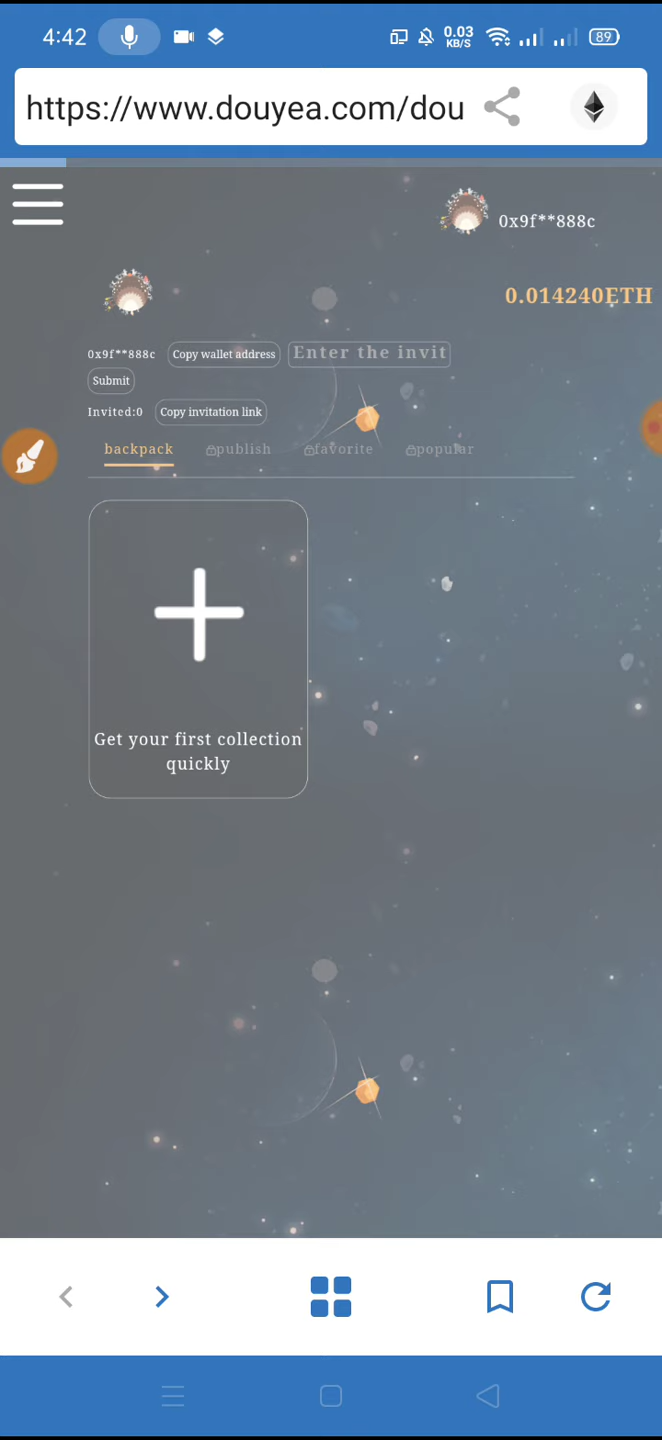 4:42
0.03
KB/S
89
https://www.douyea.com/dou
0x9f**888c
0.014240ETH
0x9f**888c Copy wallet address Enter the invit
Submit
Invited:0 Copy invitation link
backpack publish favorite popular
Get your first collection
quickly